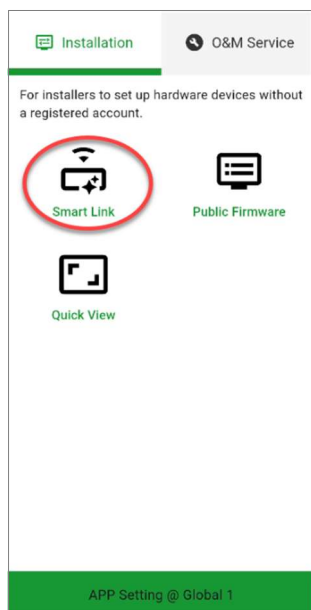 Installation
O&M Service
For installers to set up hardware devices without
a registered account.
Smart Link
Public Firmware
Quick View
APP Setting @ Global 1